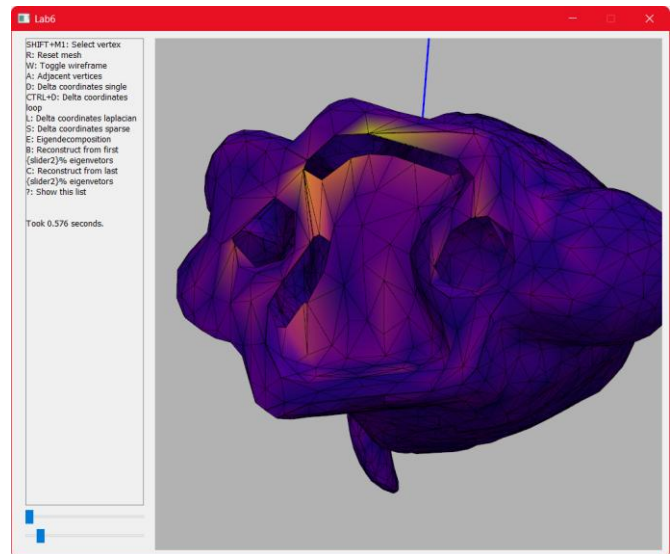 Lab6
SHIFT+M1: Select vertex
R: Reset mesh
W: Toggle wireframe
A: Adjacent vertices
D: Delta coordinates single
CTRL+D: Delta coordinates
loop
L: Delta coordinates laplacian
S: Delta coordinates sparse
E: Eigendecomposition
B: Reconstruct from first
{slider2}% eigenvetors
C: Reconstruct from last
{slider2}% eigenvetors
?: Show this list
Took 0.576 seconds.